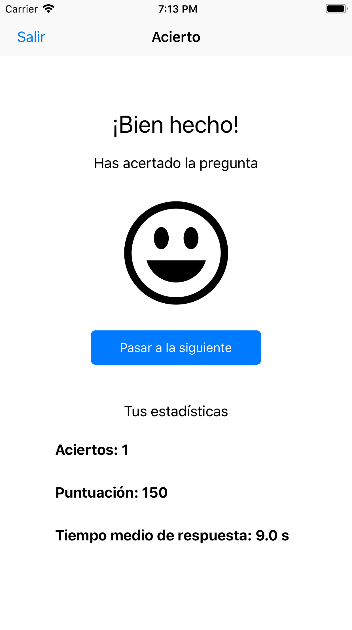 Carrier 7:13 PM
Salir Acierto
¡Bien hecho!
Has acertado la pregunta
Pasar a la siguiente
Tus estadísticas
Aciertos: 1
Puntuación: 150
Tiempo medio de respuesta: 9.0 s